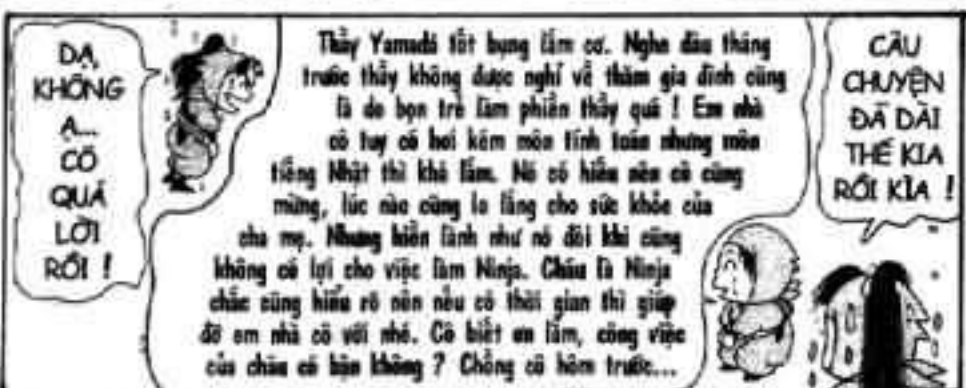 DẠ,
KHÔNG
Ạ...
CÔ
QUÁ
LỜI
RỒI !
Thầy Yamada tốt bụng lắm cơ. Nghe đâu tháng
trước thầy không được nghỉ về thăm gia đình cũng
là do bọn trẻ làm phiền thầy quá ! Em nhà
cô tuy có hơi kém môn tính toán nhưng môn
tiếng Nhật thì khá lắm. Nó có hiếu nên cô cũng
mừng, lúc nào cũng lo lắng cho sức khỏe của
cha mẹ. Nhưng hiền lành như nó đôi khi cũng
không có lợi cho việc làm Ninja. Cháu là Ninja
chắc cũng hiểu rõ nên nếu có thời gian thì giúp
đỡ em nhà cô với nhé. Cô biết ơn lắm, công việc
của cháu có bận không ? Chồng cô hôm trước...
CÂU
CHUYỆN
ĐÃ DÀI
THẾ KIA
RỒI KÌA !